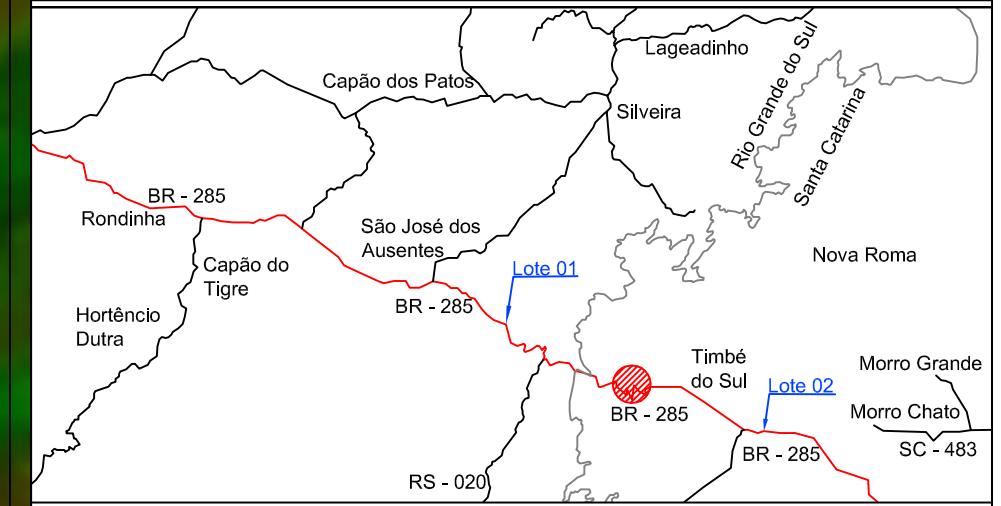 Lageadinho
Capão dos Patos
Silveira
Rio Grande do Sul
Santa Catarina
BR - 285
Rondinha
São José dos
Ausentes
Nova Roma
Capão do
Tigre
Lote 01
BR - 285
Hortêncio
Dutra
Timbé
do Sul
Morro Grande
Lote 02
BR - 285
Morro Chato
SC - 483
BR - 285
RS - 020